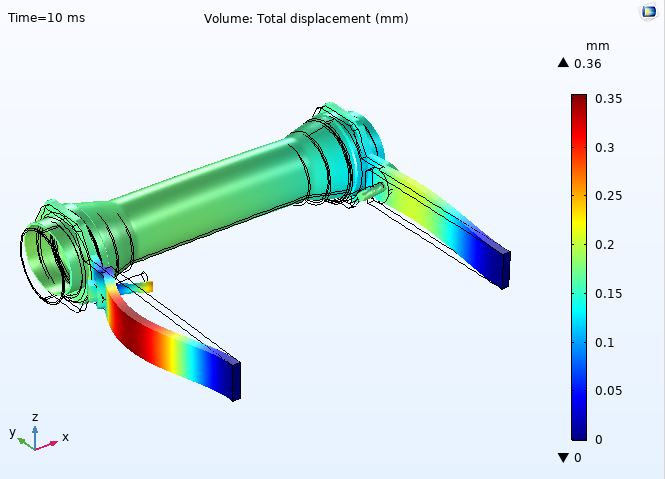 Time=10 ms
Volume: Total displacement (mm)
mm
▲ 0.36
0.35
0.3
0.25
0.2
0.15
0.1
0.05
0
▼ 0
z
y
x